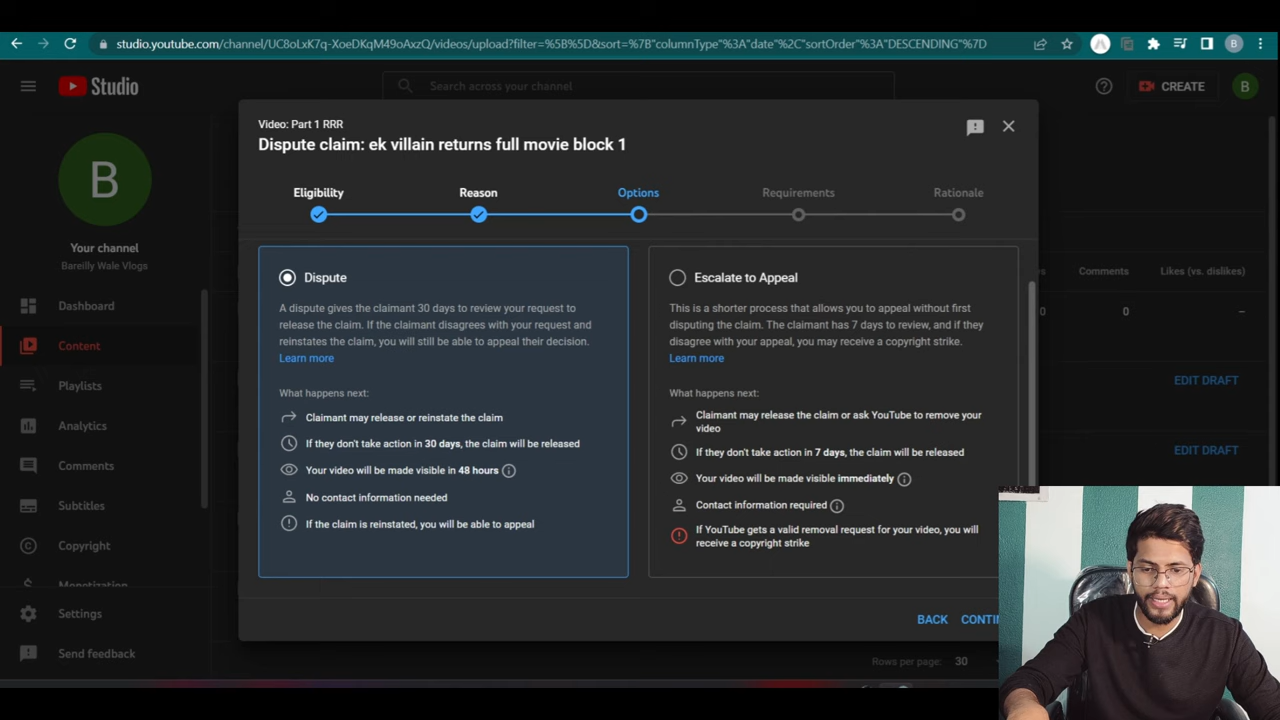 studio.youtube.com/channel/UC8oLxK7q-XoeDKqM49oAxzQ/videos/upload?filter=%5B%5D&sort=%7B"columnType"%3A"date"%2C"sortOrder"%3A"DESCENDING"%7D
B
Studio
Search across your channel
CREATE
B
B
Your channel
Bareilly Wale Vlogs
Dashboard
Content
Playlists
Analytics
Comments
Subtitles
Copyright
Monetization
Settings
Send feedback
Video: Part 1 RRR
Dispute claim: ek villain returns full movie block 1
Eligibility
Reason
Options
Requirements
Rationale
Dispute
A dispute gives the claimant 30 days to review your request to
release the claim. If the claimant disagrees with your request and
reinstates the claim, you will still be able to appeal their decision.
Learn more
What happens next:
Claimant may release or reinstate the claim
If they don't take action in 30 days, the claim will be released
Your video will be made visible in 48 hours
No contact information needed
If the claim is reinstated, you will be able to appeal
Escalate to Appeal
This is a shorter process that allows you to appeal without first
disputing the claim. The claimant has 7 days to review, and if they
disagree with your appeal, you may receive a copyright strike.
Learn more
What happens next:
Claimant may release the claim or ask YouTube to remove your
video
If they don't take action in 7 days, the claim will be released
Your video will be made visible immediately
Contact information required
If YouTube gets a valid removal request for your video, you will
receive a copyright strike
BACK
CONTIN
Comments
Likes (vs. dislikes)
0
0
–
EDIT DRAFT
EDIT DRAFT
Rows per page:
30